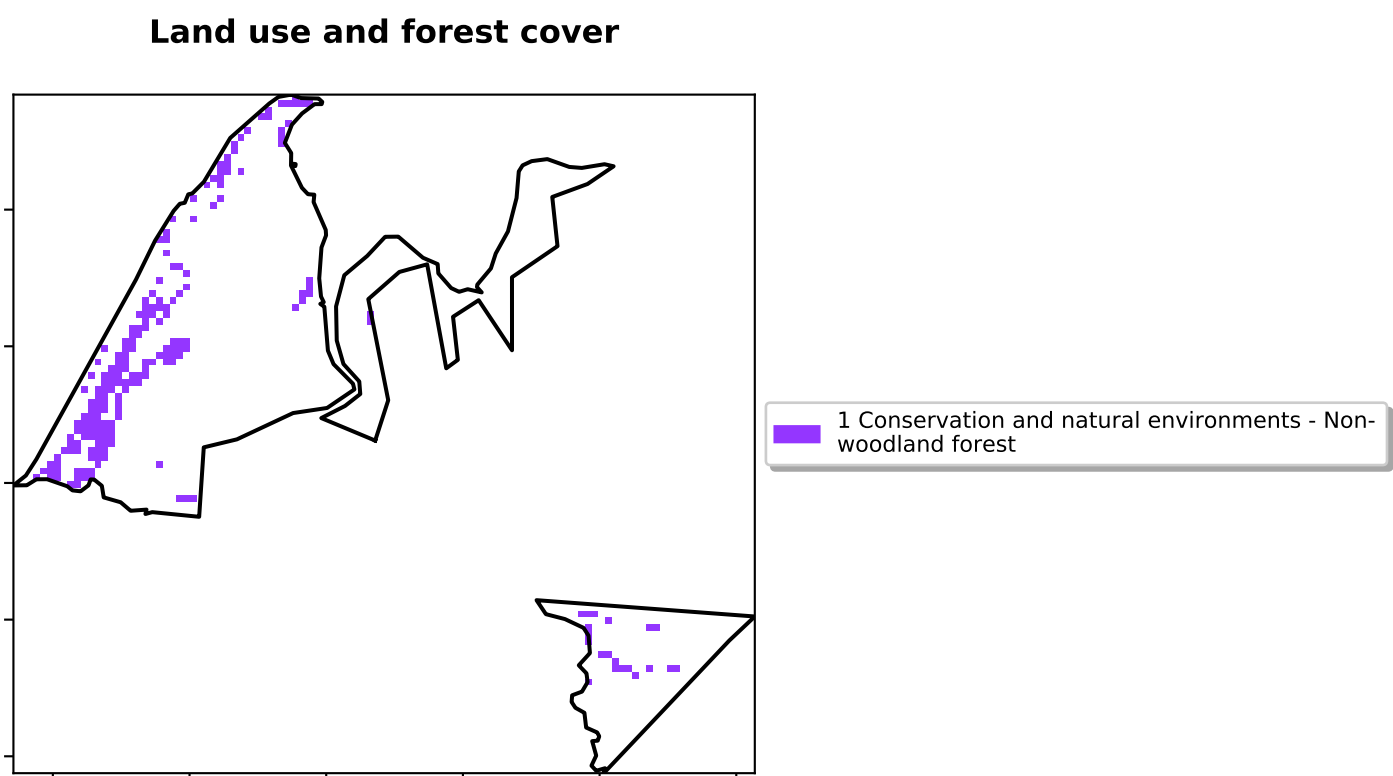 Land use and forest cover
1 Conservation and natural environments - Non-
woodland forest